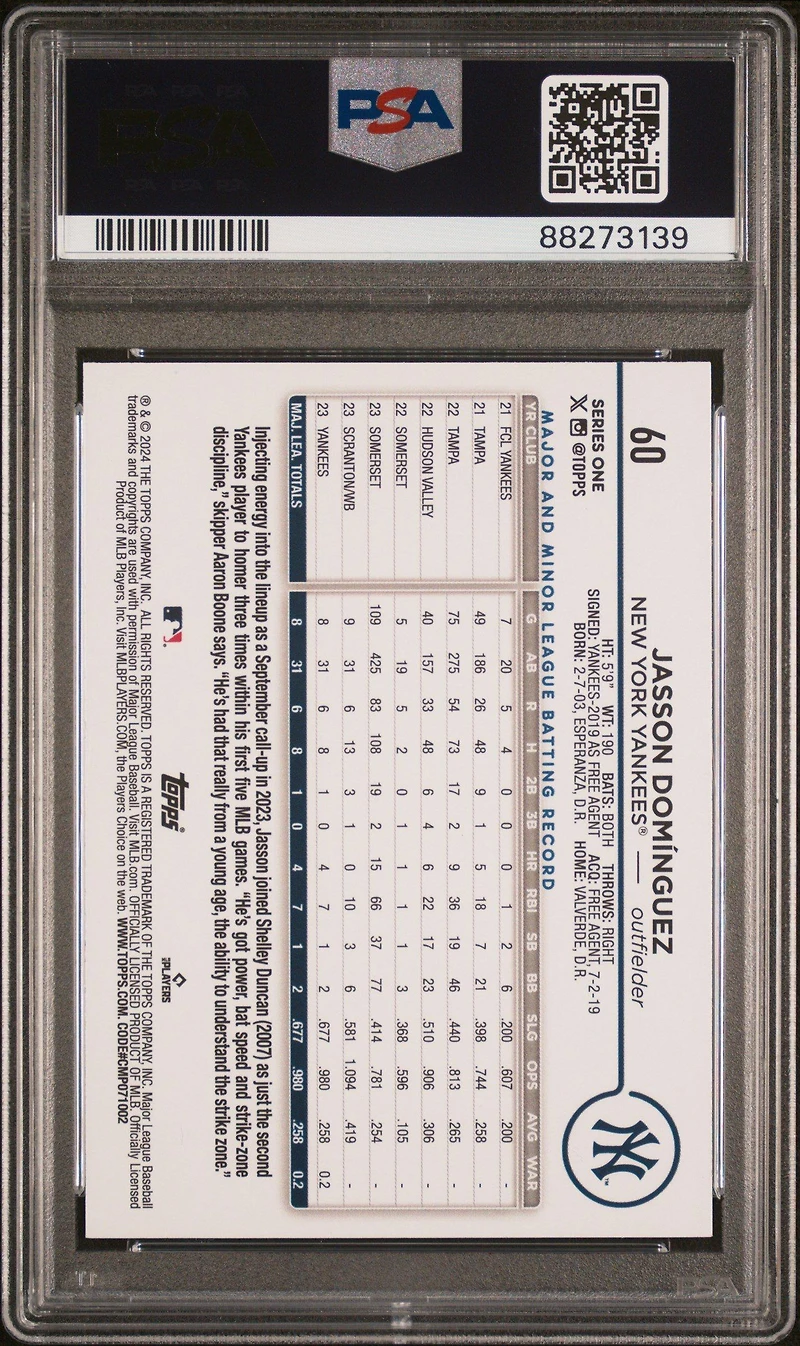 PSA
88273139
60
JASSON DOMÍNGUEZ
NEW YORK YANKEES® — outfielder
SERIES ONE
X @TOPPS
HT: 5'9" WT: 190 BATS: BOTH THROWS: RIGHT
SIGNED: YANKEES-2019 AS FREE AGENT ACQ: FREE AGENT, 7-2-19
BORN: 2-7-03, ESPERANZA, D.R. HOME: VALVERDE, D.R.
NY™
MAJOR AND MINOR LEAGUE BATTING RECORD
YR CLUB G AB R H 2B 3B HR RBI SB BB SLG OPS AVG WAR
21 FCL YANKEES 7 20 5 4 0 0 0 1 2 6 .200 .607 .200 -
21 TAMPA 49 186 26 48 9 1 5 18 7 21 .398 .744 .258 -
22 TAMPA 75 275 54 73 17 2 9 36 19 46 .440 .813 .265 -
22 HUDSON VALLEY 40 157 33 48 6 4 6 22 17 23 .510 .906 .306 -
22 SOMERSET 5 19 5 2 0 1 1 1 1 3 .368 .596 .105 -
23 SOMERSET 109 425 83 108 19 2 15 66 37 77 .414 .781 .254 -
23 SCRANTON/WB 9 31 6 13 3 1 0 10 3 6 .581 1.094 .419 -
23 YANKEES 8 31 6 8 1 0 4 7 1 2 .677 .980 .258 0.2
MAJ. LEA. TOTALS 8 31 6 8 1 0 4 7 1 2 .677 .980 .258 0.2
Injecting energy into the lineup as a September call-up in 2023, Jasson joined Shelley Duncan (2007) as just the second
Yankees player to homer three times within his first five MLB games. "He's got power, bat speed and strike-zone
discipline," skipper Aaron Boone says. "He's had that really from a young age, the ability to understand the strike zone."
topps®
PLAYERS
® & © 2024 THE TOPPS COMPANY, INC. ALL RIGHTS RESERVED. TOPPS IS A REGISTERED TRADEMARK OF THE TOPPS COMPANY, INC. Major League Baseball
trademarks and copyrights are used with permission of Major League Baseball. Visit MLB.com. OFFICIALLY LICENSED PRODUCT OF MLB. Officially Licensed
Product of MLB Players, Inc. Visit MLBPLAYERS.COM, the Players Choice on the web. WWW.TOPPS.COM. CODE#CMP071002